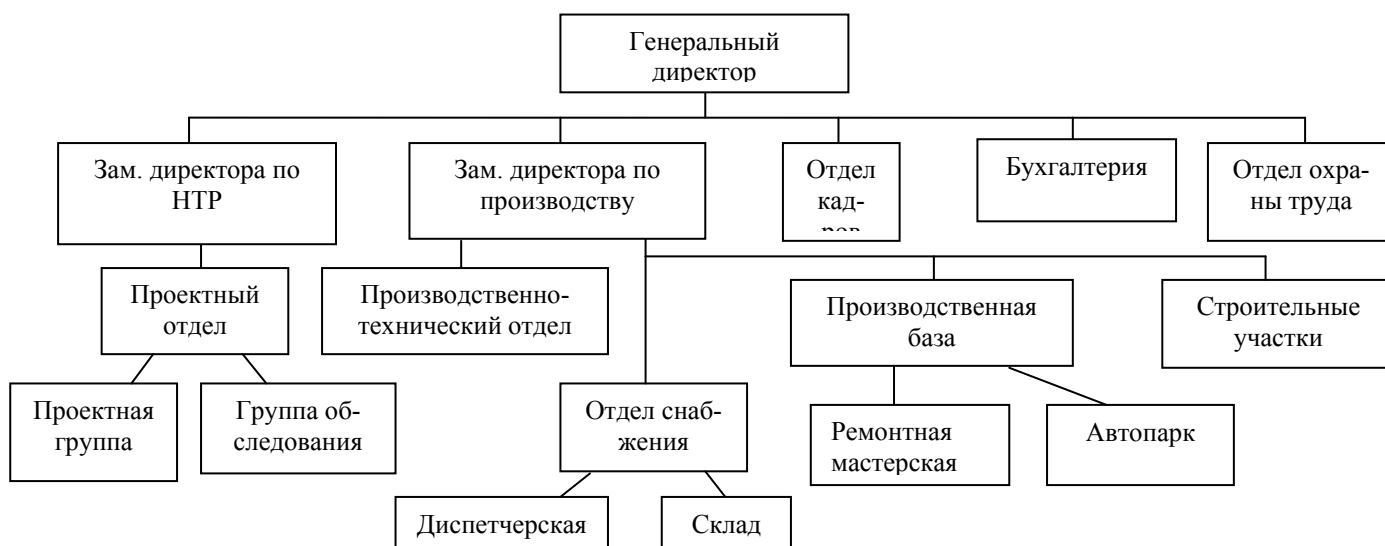 Генеральный
директор
Зам. директора по
НТР
Зам. директора по
производству
Отдел
кад-
ров
Бухгалтерия
Отдел охра-
ны труда
Проектный
отдел
Производственно-
технический отдел
Производственная
база
Строительные
участки
Проектная
группа
Группа об-
следования
Отдел снаб-
жения
Ремонтная
мастерская
Автопарк
Диспетчерская
Склад